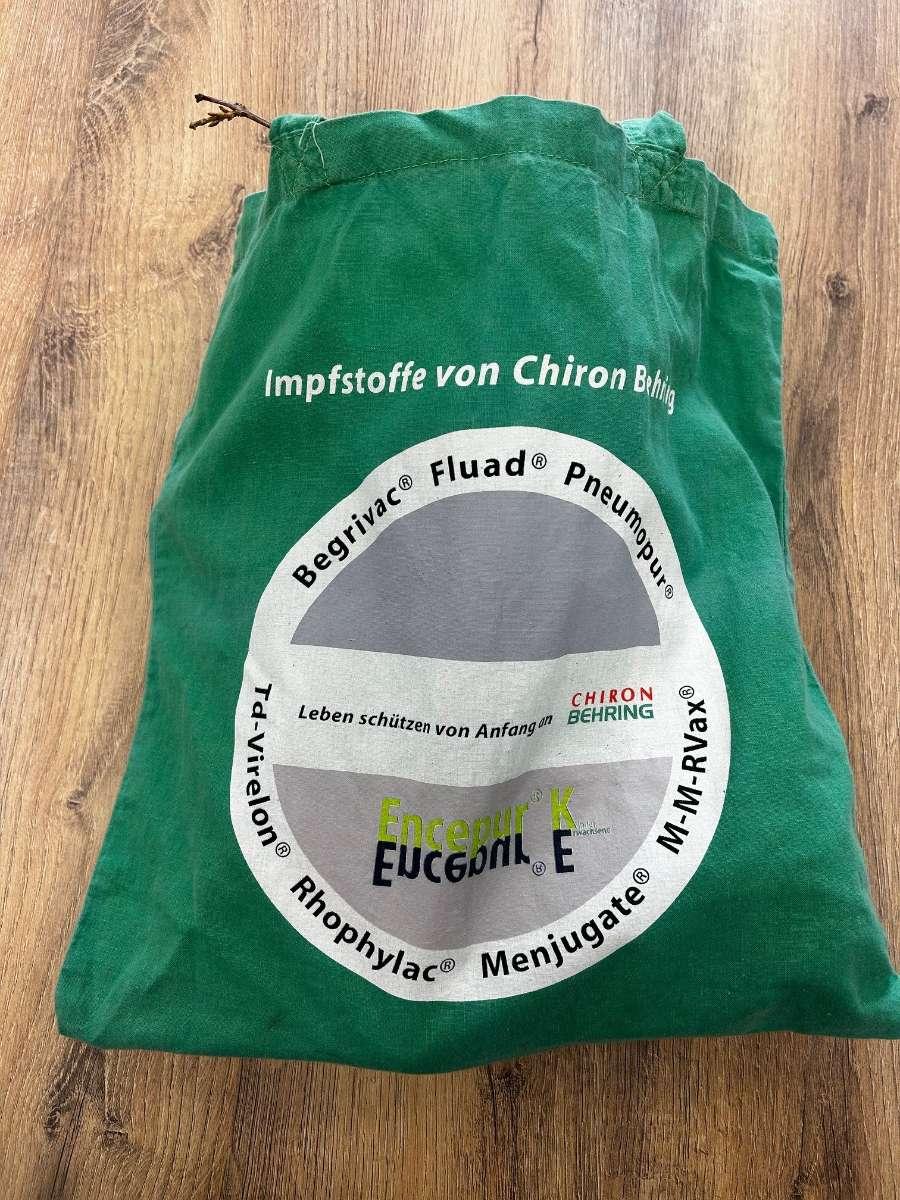 Impfstoffe von Chiron Behring
Begrivac® Fluad® Pneumopur®
Leben schützen von Anfang an
CHIRON
BEHRING
Encepur® K
Encepur® E
Td-Virelon® Rhophylac® Menjugate® M-M-RVax®